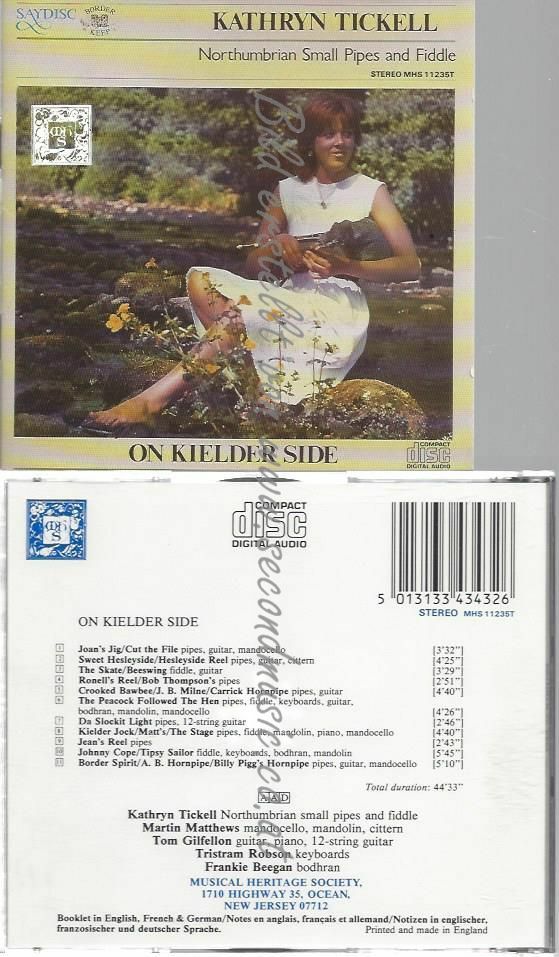 SAYDISC
BORDER
KEEP
KATHRYN TICKELL
Northumbrian Small Pipes and Fiddle
STEREO MHS 11235T
ON KIELDER SIDE
COMPACT
disc
DIGITAL AUDIO
COMPACT
disc
DIGITAL AUDIO
5 013133 434326
STEREO MHS 11235T
ON KIELDER SIDE
1 Joan's Jig/Cut the File pipes, guitar, mandocello [3'32"]
2 Sweet Hesleyside/Hesleyside Reel pipes, guitar, cittern [4'25"]
3 The Skate/Beeswing fiddle, guitar [3'29"]
4 Ronell's Reel/Bob Thompson's pipes [2'51"]
5 Crooked Bawbee/J. B. Milne/Carrick Hornpipe pipes, guitar [4'40"]
6 The Peacock Followed The Hen pipes, fiddle, keyboards, guitar,
bodhran, mandolin, mandocello [4'26"]
7 Da Slockit Light pipes, 12-string guitar [2'46"]
8 Kielder Jock/Matt's/The Stage pipes, fiddle, mandolin, piano, mandocello [4'40"]
9 Jean's Reel pipes [2'43"]
10 Johnny Cope/Tipsy Sailor fiddle, keyboards, bodhran, mandolin [5'45"]
11 Border Spirit/A. B. Hornpipe/Billy Pigg's Hornpipe pipes, guitar, mandocello [5'10"]
Total duration: 44'33"
AAD
Kathryn Tickell Northumbrian small pipes and fiddle
Martin Matthews mandocello, mandolin, cittern
Tom Gilfellon guitar, piano, 12-string guitar
Tristram Robson keyboards
Frankie Beegan bodhran
MUSICAL HERITAGE SOCIETY,
1710 HIGHWAY 35, OCEAN,
NEW JERSEY 07712
Booklet in English, French & German/Notes en anglais, français et allemand/Notizen in englischer,
franzosischer und deutscher Sprache.
Printed and made in England
Bild erstellt von www.secondmusic.co.at